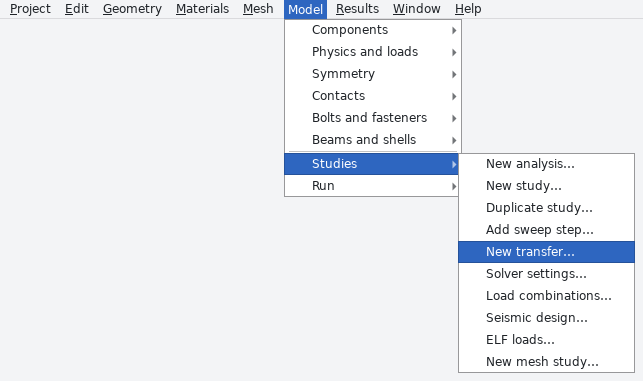 Project Edit Geometry Materials Mesh Model Results Window Help
Components
Physics and loads
Symmetry
Contacts
Bolts and fasteners
Beams and shells
Studies
Run
New analysis...
New study...
Duplicate study...
Add sweep step...
New transfer...
Solver settings...
Load combinations...
Seismic design...
ELF loads...
New mesh study...